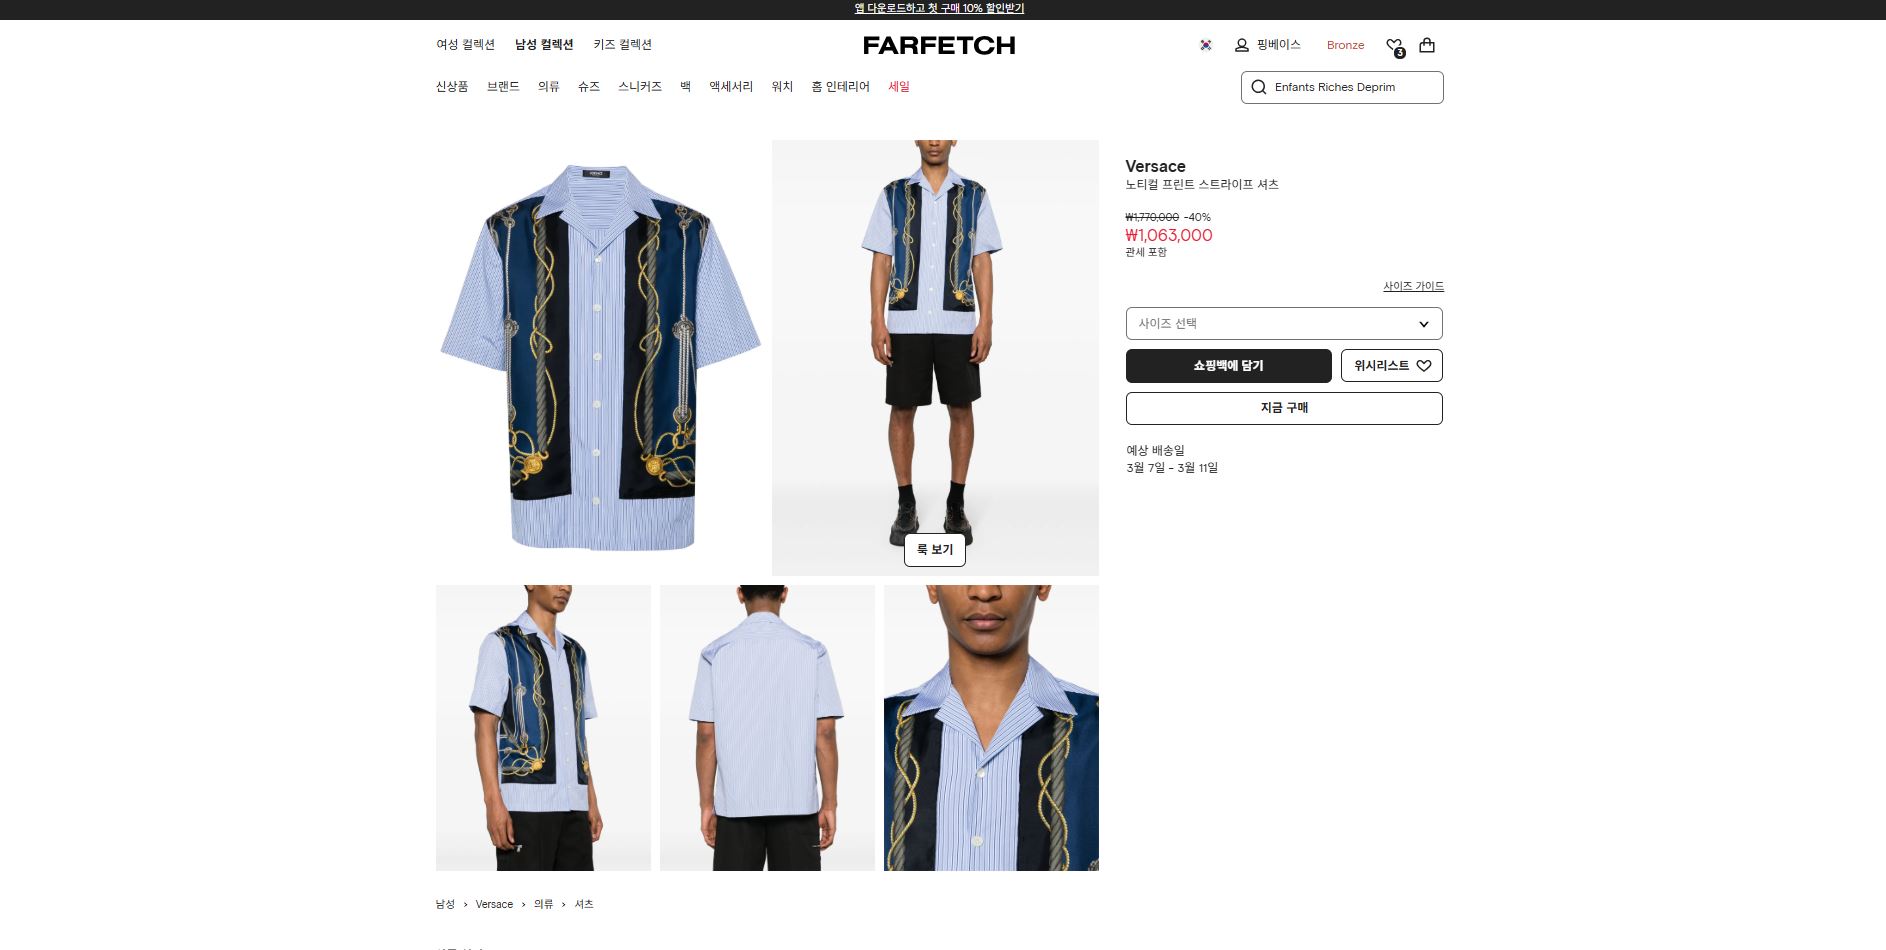 앱 다운로드하고 첫 구매 10% 할인받기
여성 컬렉션 남성 컬렉션 키즈 컬렉션
FARFETCH
핑베이스 Bronze 3
신상품 브랜드 의류 슈즈 스니커즈 백 액세서리 워치 홈 인테리어 세일
Enfants Riches Deprim
Versace
노티컬 프린트 스트라이프 셔츠
₩1,770,000 -40%
₩1,063,000
관세 포함
사이즈 가이드
사이즈 선택
쇼핑백에 담기 위시리스트
지금 구매
예상 배송일
3월 7일 - 3월 11일
룩 보기
남성 › Versace › 의류 › 셔츠